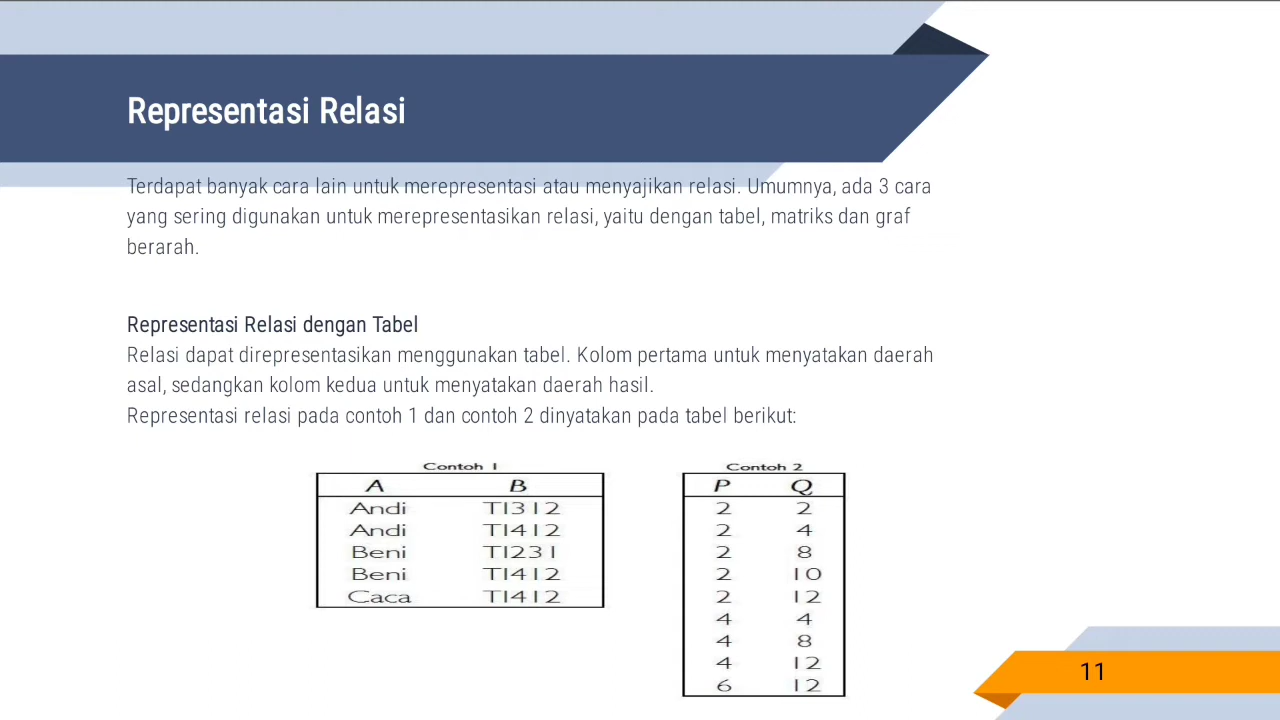 Representasi Relasi
Terdapat banyak cara lain untuk merepresentasi atau menyajikan relasi. Umumnya, ada 3 cara
yang sering digunakan untuk merepresentasikan relasi, yaitu dengan tabel, matriks dan graf
berarah.
Representasi Relasi dengan Tabel
Relasi dapat direpresentasikan menggunakan tabel. Kolom pertama untuk menyatakan daerah
asal, sedangkan kolom kedua untuk menyatakan daerah hasil.
Representasi relasi pada contoh 1 dan contoh 2 dinyatakan pada tabel berikut:
Contoh 1
A B
Andi TI312
Andi TI412
Beni TI231
Beni TI412
Caca TI412
Contoh 2
P Q
2 2
2 4
2 8
2 10
2 12
4 4
4 8
4 12
6 12
11